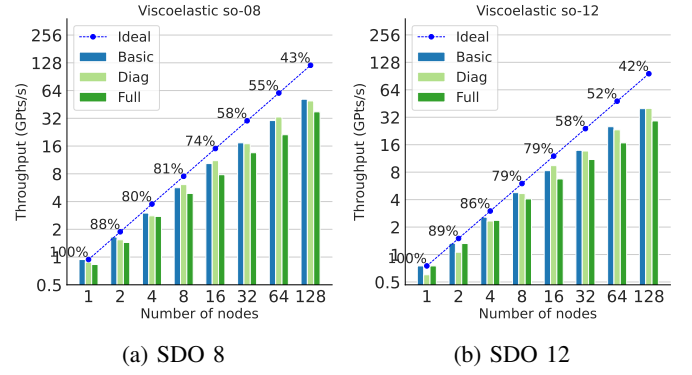 Viscoelastic so-08
Throughput (GPts/s)
256
128
64
32
16
8
4
2
1
0.5
Ideal
Basic
Diag
Full
100%
88%
80%
81%
74%
58%
55%
43%
1 2 4 8 16 32 64 128
Number of nodes
(a) SDO 8
Viscoelastic so-12
Throughput (GPts/s)
256
128
64
32
16
8
4
2
1
0.5
Ideal
Basic
Diag
Full
100%
89%
86%
79%
79%
58%
52%
42%
1 2 4 8 16 32 64 128
Number of nodes
(b) SDO 12